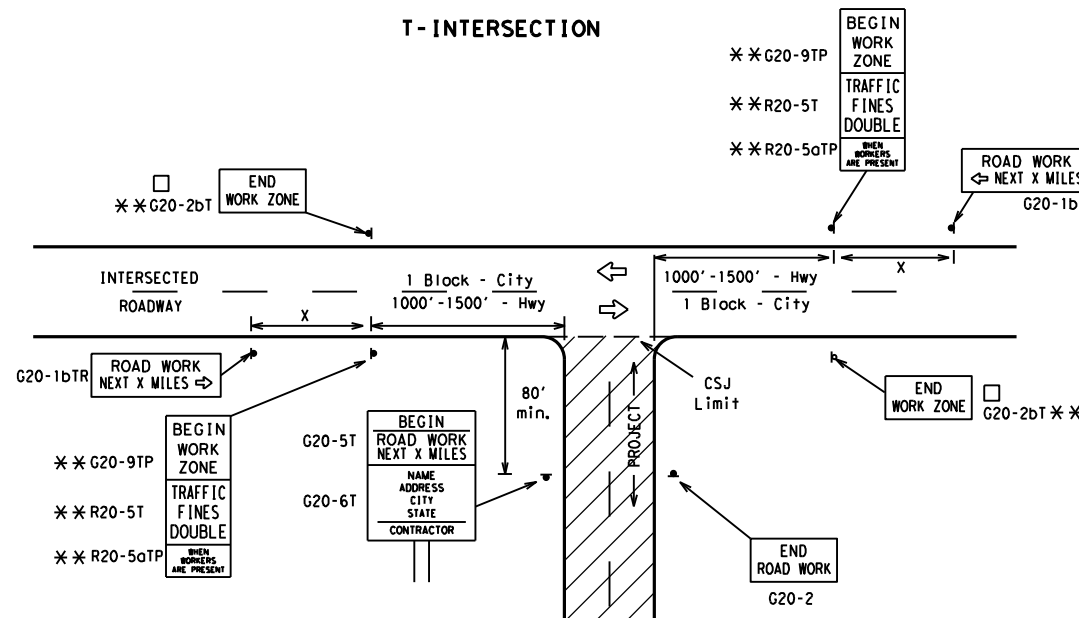 T-INTERSECTION
BEGIN
WORK
ZONE
TRAFFIC
FINES
DOUBLE
WHEN
WORKERS
ARE PRESENT
**G20-9TP
**R20-5T
**R20-5aTP
ROAD WORK
⇦ NEXT X MILES
G20-1b
□
**G20-2bT
END
WORK ZONE
INTERSECTED
ROADWAY
1 Block - City
1000'-1500' - Hwy
X
1000'-1500' - Hwy
1 Block - City
X
G20-1bTR
ROAD WORK
NEXT X MILES ⇨
80'
min.
PROJECT
CSJ
Limit
END
WORK ZONE
□
G20-2bT **
BEGIN
WORK
ZONE
TRAFFIC
FINES
DOUBLE
WHEN
WORKERS
ARE PRESENT
**G20-9TP
**R20-5T
**R20-5aTP
G20-5T
BEGIN
ROAD WORK
NEXT X MILES
G20-6T
NAME
ADDRESS
CITY
STATE
CONTRACTOR
END
ROAD WORK
G20-2